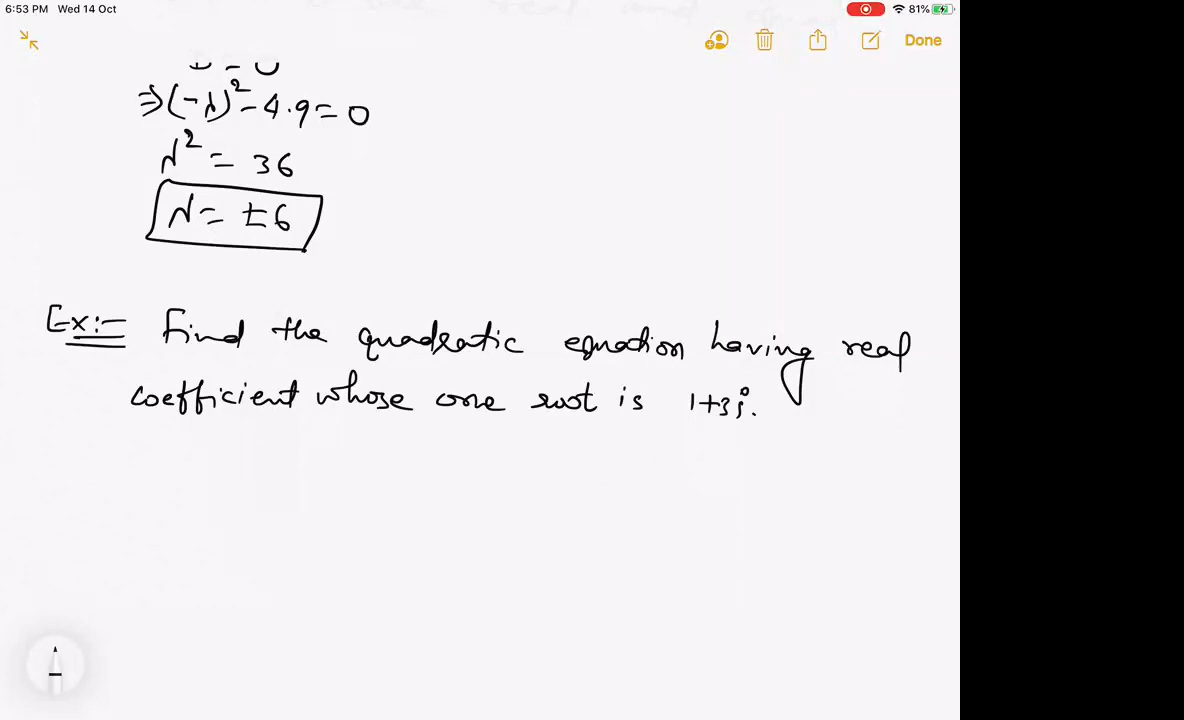 6:53 PM Wed 14 Oct
81%
Done
⇒(-λ)² - 4·9 = 0
λ² = 36
λ = ±6
Ex:- Find the quadratic equation having real
coefficient whose one root is 1+3i.